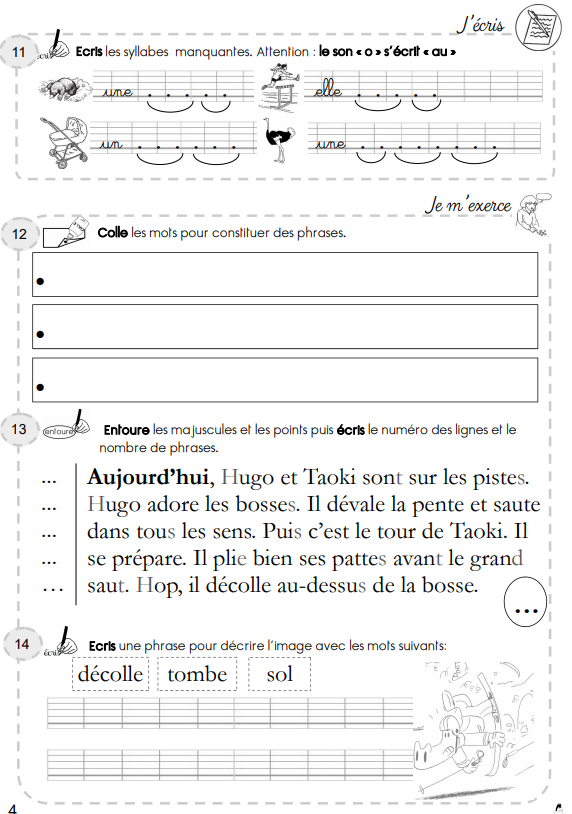 J'écris
11 écris Ecris les syllabes manquantes. Attention : le son « o » s'écrit « au »
une . . . . . elle . . . . .
un . . . . . . une . . . . . . . .
Je m'exerce
12 COLLE Colle les mots pour constituer des phrases.
•
•
•
13 entoure Entoure les majuscules et les points puis écris le numéro des lignes et le
nombre de phrases.
... Aujourd'hui, Hugo et Taoki sont sur les pistes.
... Hugo adore les bosses. Il dévale la pente et saute
... dans tous les sens. Puis c'est le tour de Taoki. Il
... se prépare. Il plie bien ses pattes avant le grand
... saut. Hop, il décolle au-dessus de la bosse.
...
14 écris Ecris une phrase pour décrire l'image avec les mots suivants:
décolle tombe sol
4